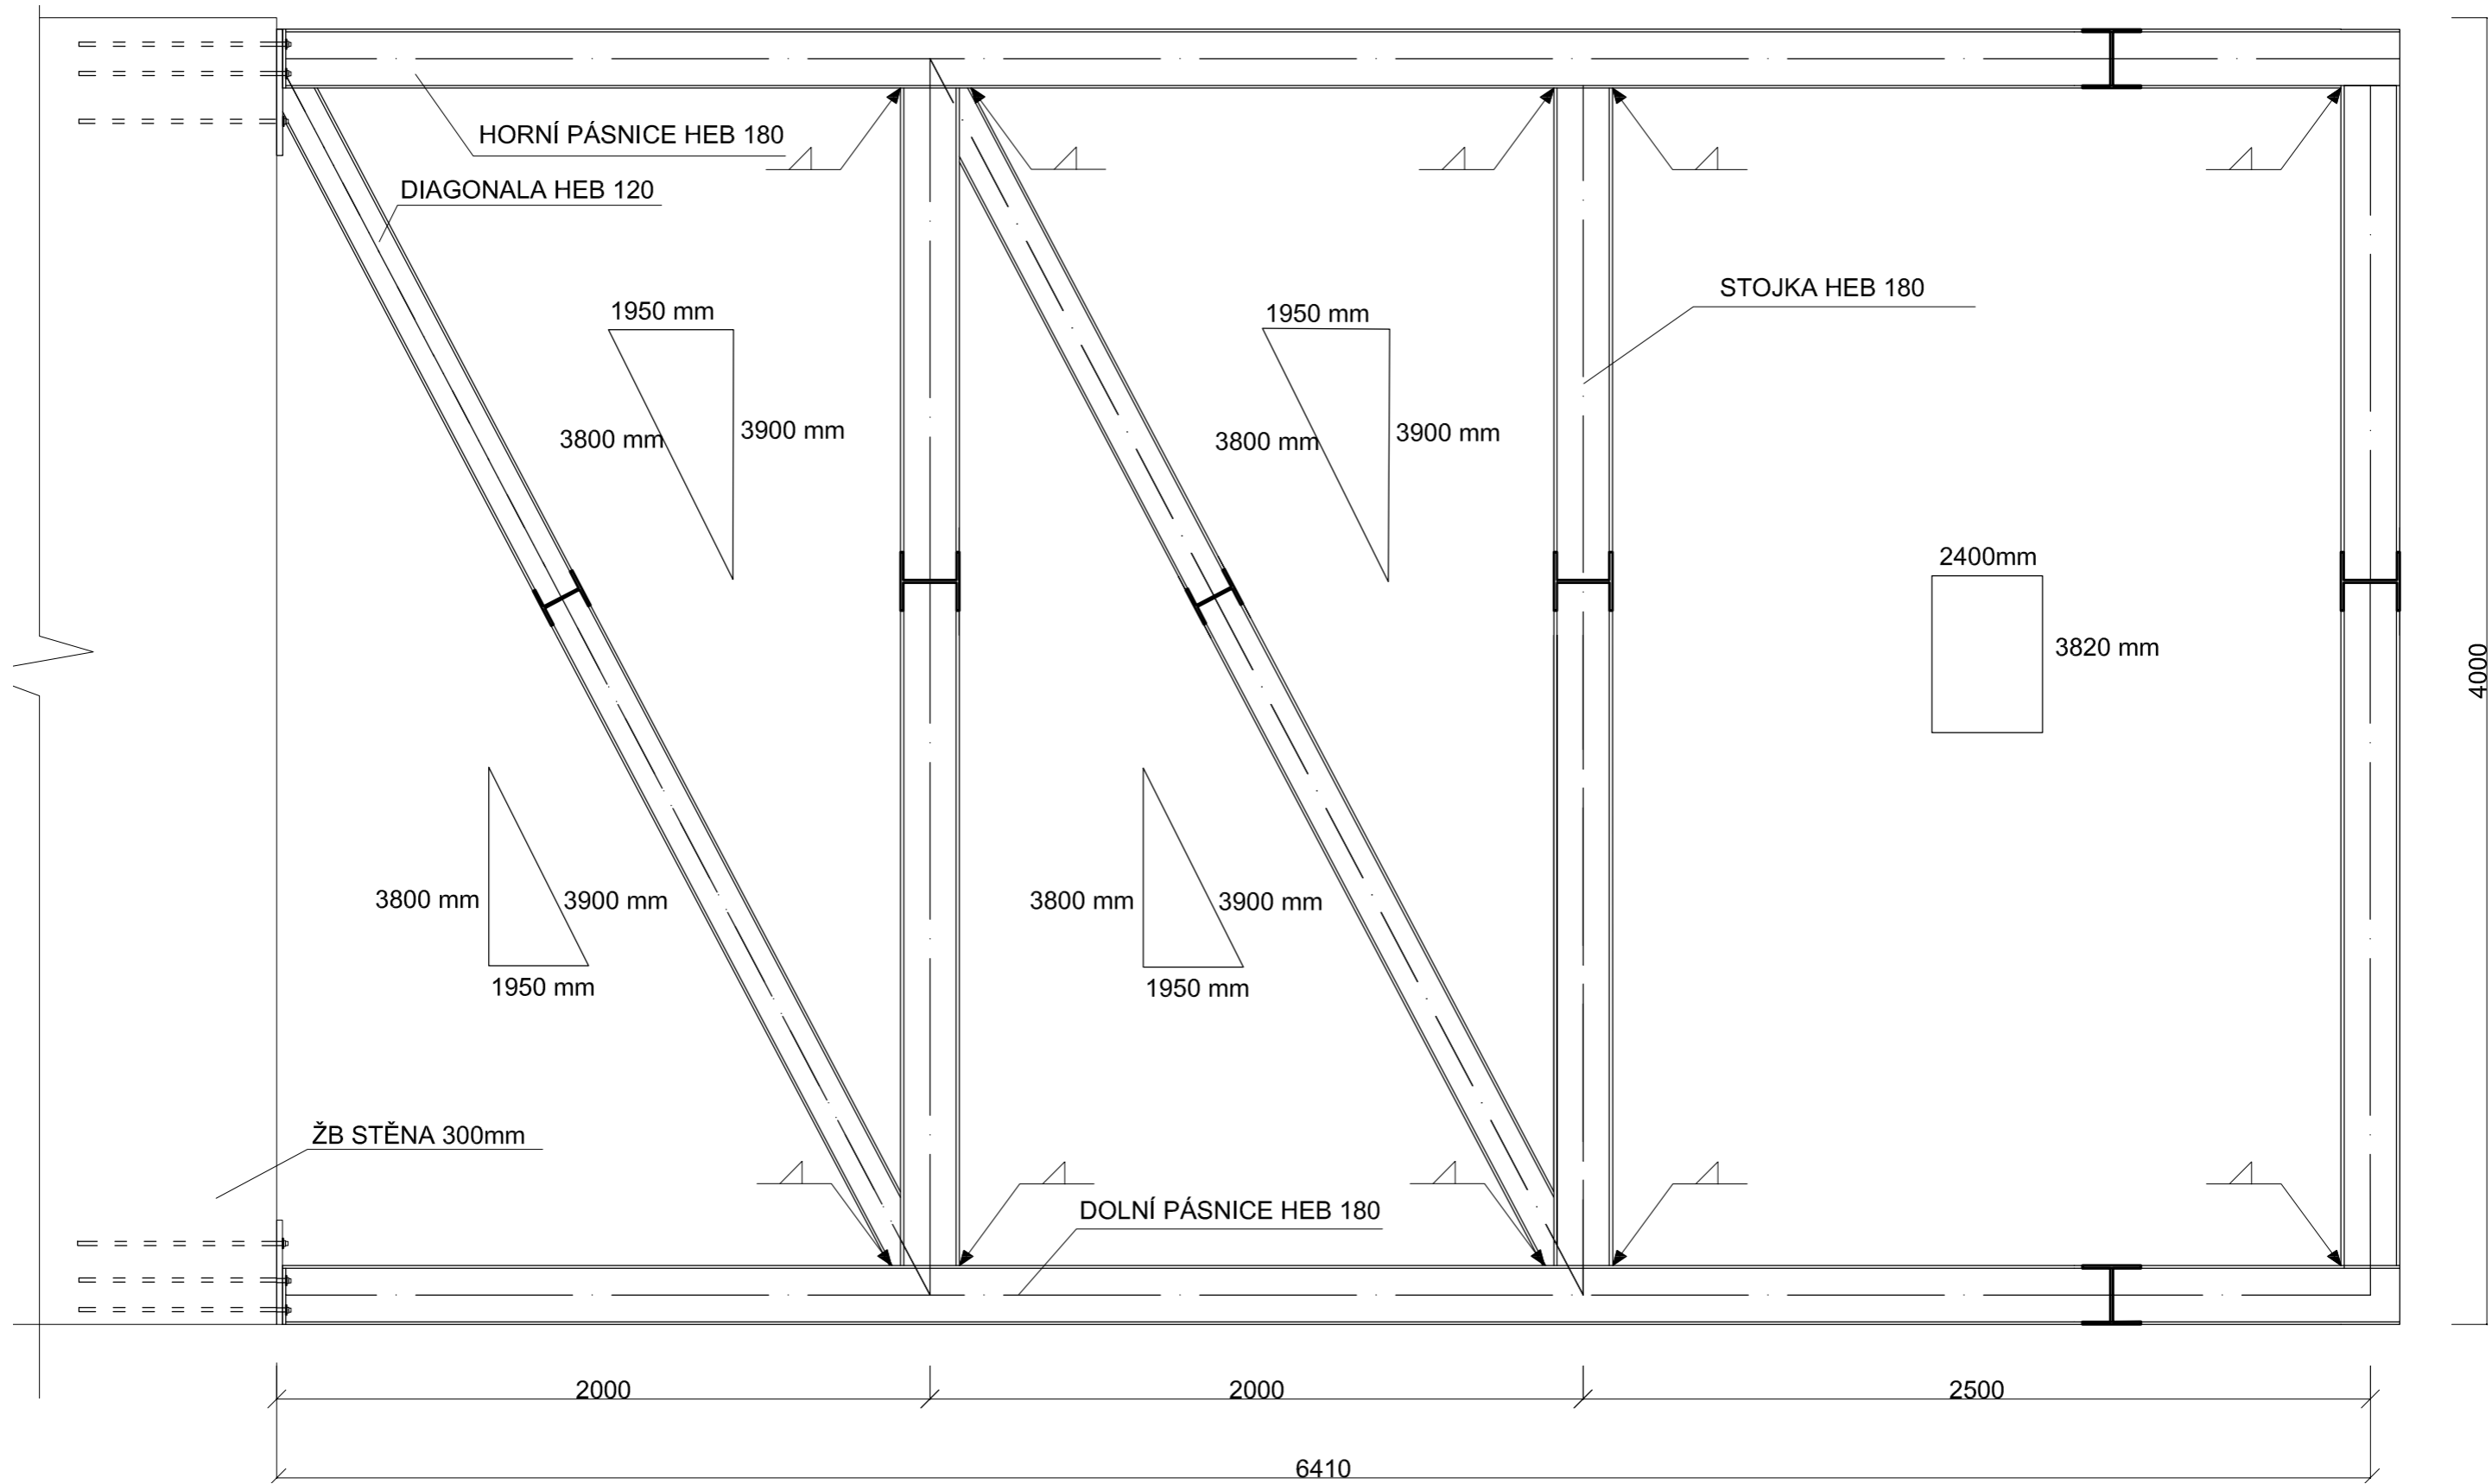 HORNÍ PÁSNICE HEB 180
DIAGONALA HEB 120
STOJKA HEB 180
1950 mm
1950 mm
3800 mm
3900 mm
3800 mm
3900 mm
2400mm
3820 mm
4000
3800 mm
3900 mm
3800 mm
3900 mm
1950 mm
1950 mm
ŽB STĚNA 300mm
DOLNÍ PÁSNICE HEB 180
2000
2000
2500
6410